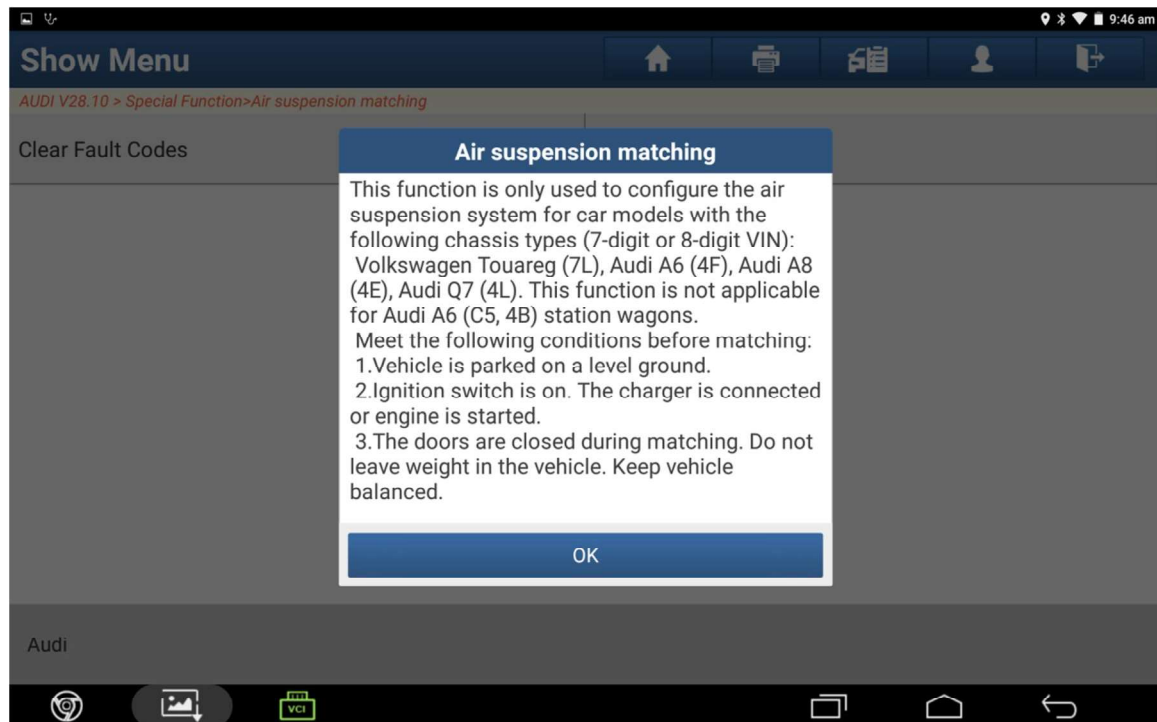 9:46 am
Show Menu
AUDI V28.10 > Special Function>Air suspension matching
Clear Fault Codes
Air suspension matching
This function is only used to configure the air
suspension system for car models with the
following chassis types (7-digit or 8-digit VIN):
Volkswagen Touareg (7L), Audi A6 (4F), Audi A8
(4E), Audi Q7 (4L). This function is not applicable
for Audi A6 (C5, 4B) station wagons.
Meet the following conditions before matching:
1.Vehicle is parked on a level ground.
2.Ignition switch is on. The charger is connected
or engine is started.
3.The doors are closed during matching. Do not
leave weight in the vehicle. Keep vehicle
balanced.
OK
Audi
VCI